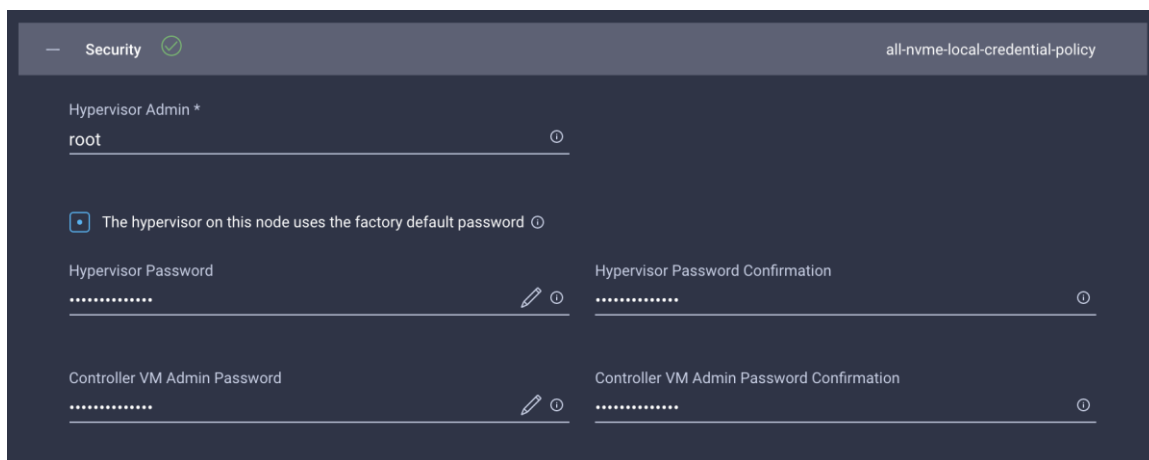 Security all-nvme-local-credential-policy
Hypervisor Admin *
root
The hypervisor on this node uses the factory default password
Hypervisor Password Hypervisor Password Confirmation
•••••••••••••• ••••••••••••••
Controller VM Admin Password Controller VM Admin Password Confirmation
•••••••••••••• ••••••••••••••